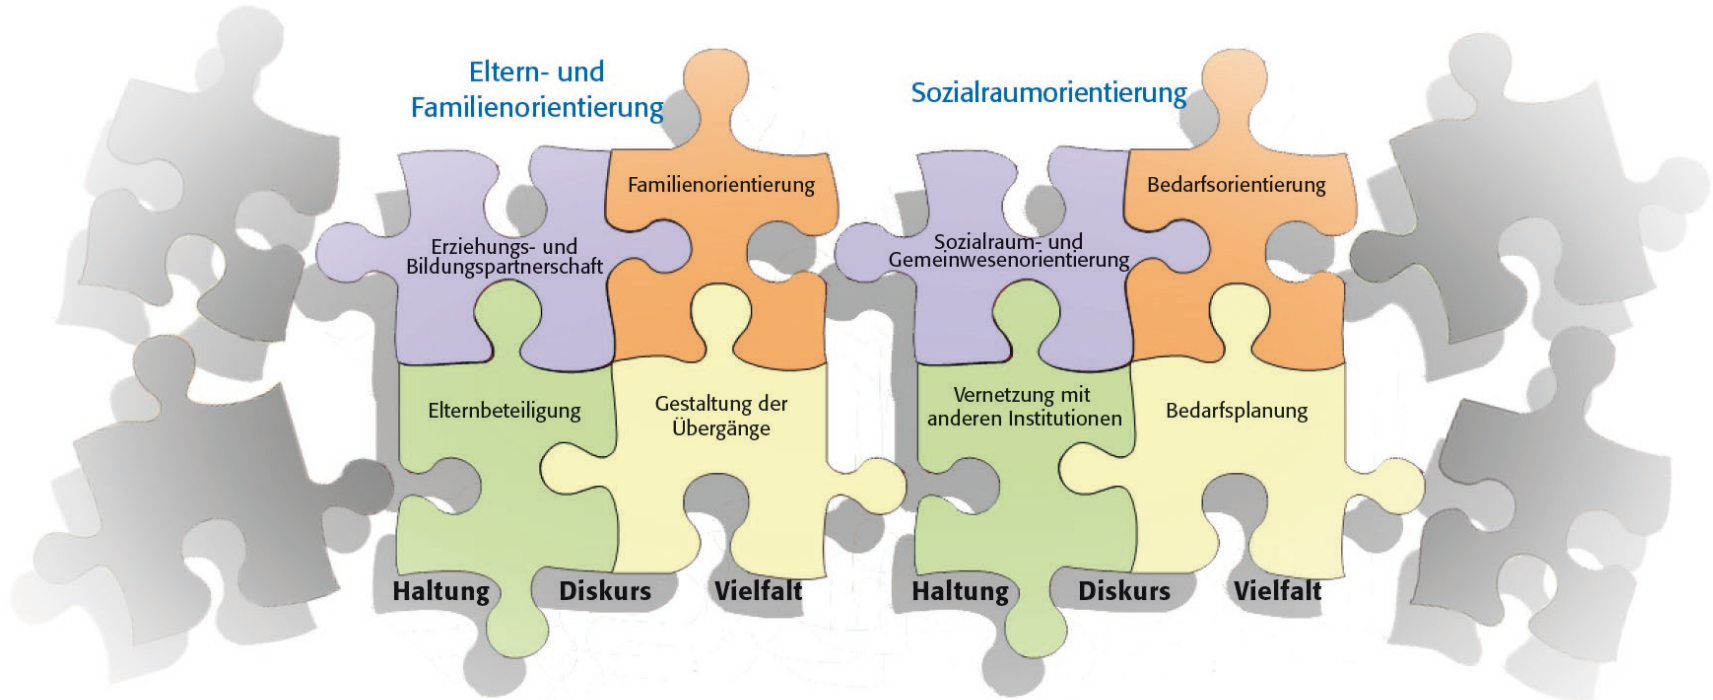 Eltern- und
Familienorientierung
Familienorientierung
Erziehungs- und
Bildungspartnerschaft
Elternbeteiligung
Gestaltung der
Übergänge
Haltung Diskurs Vielfalt
Sozialraumorientierung
Bedarfsorientierung
Sozialraum- und
Gemeinwesenorientierung
Vernetzung mit
anderen Institutionen
Bedarfsplanung
Haltung Diskurs Vielfalt